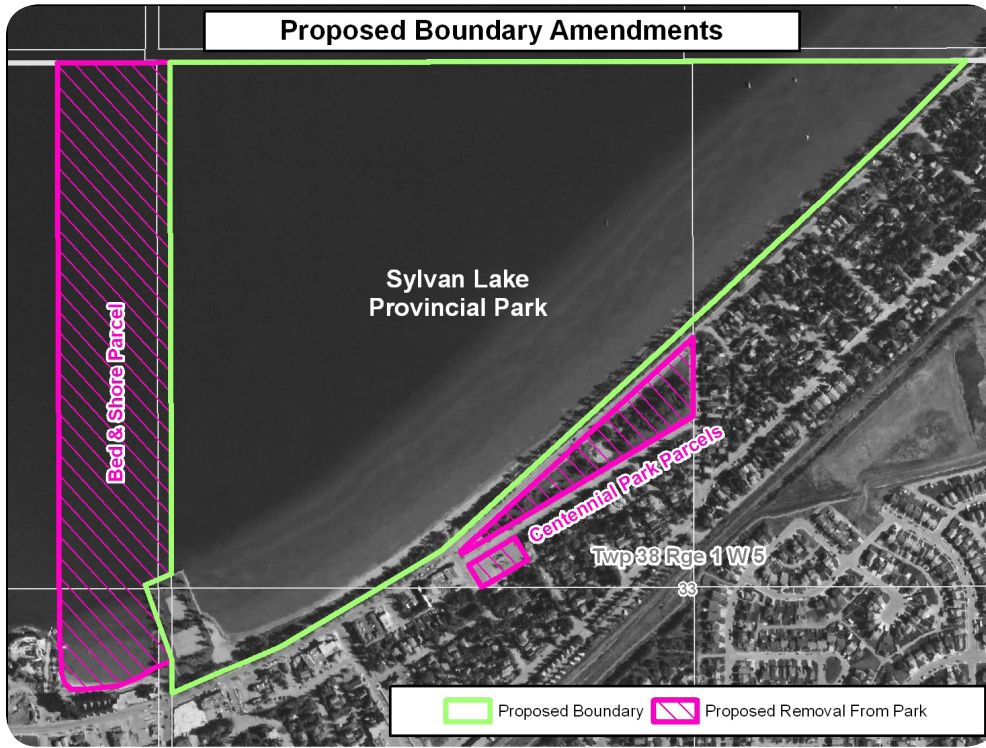 Proposed Boundary Amendments
Sylvan Lake
Provincial Park
Bed & Shore Parcel
Centennial Park Parcels
Twp 38 Rge 1 W 5
33
Proposed Boundary
Proposed Removal From Park